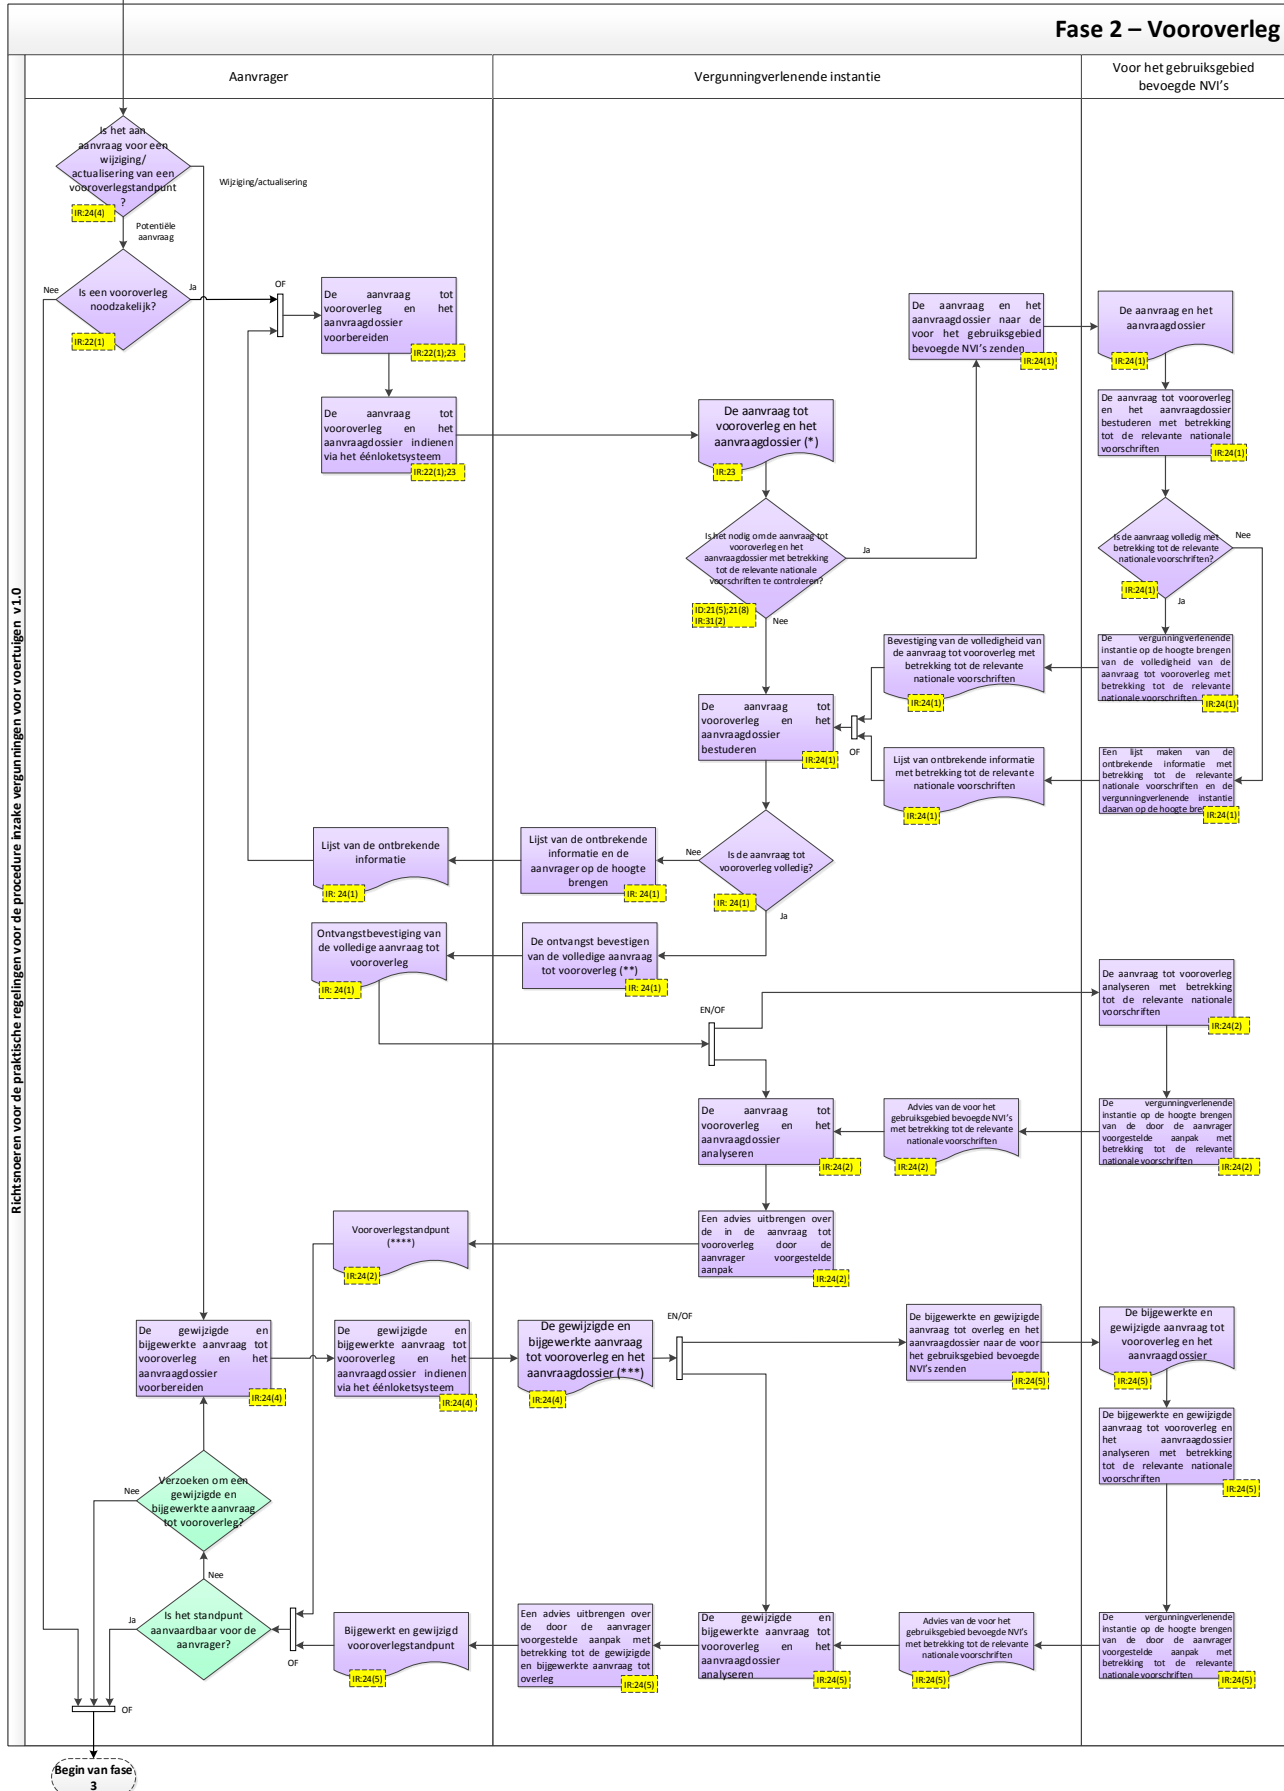 Fase 2 – Vooroverleg
Aanvrager
Vergunningverlenende instantie
Voor het gebruiksgebied
bevoegde NVI's
Richtsnoeren voor de praktische regelingen voor de procedure inzake vergunningen voor voertuigen v1.0
Is het aan
aanvraag voor een
wijziging/
actualisering van een
vooroverlegstandpunt
?
IR:24(4)
Wijziging/actualisering
Potentiële
aanvraag
Is een vooroverleg
noodzakelijk?
IR:22(1)
Nee
Ja
OF
De aanvraag tot
vooroverleg en het
aanvraagdossier
voorbereiden
IR:22(1);23
De aanvraag tot
vooroverleg en het
aanvraagdossier indienen
via het éénloketsysteem
IR:22(1);23
De aanvraag tot
vooroverleg en het
aanvraagdossier (*)
IR:23
De aanvraag en het
aanvraagdossier naar de
voor het gebruiksgebied
bevoegde NVI's zenden
IR:24(1)
De aanvraag en het
aanvraagdossier
IR:24(1)
De aanvraag tot vooroverleg
en het aanvraagdossier
bestuderen met betrekking
tot de relevante nationale
voorschriften
IR:24(1)
Is het nodig om de aanvraag tot
vooroverleg en het
aanvraagdossier met betrekking
tot de relevante nationale
voorschriften te controleren?
ID:21(5);21(8)
IR:31(2)
Ja
Nee
Is de aanvraag volledig met
betrekking tot de relevante
nationale voorschriften?
IR:24(1)
Nee
Ja
De vergunningverlenende
instantie op de hoogte brengen
van de volledigheid van de
aanvraag tot vooroverleg met
betrekking tot de relevante
nationale voorschriften
IR:24(1)
Bevestiging van de volledigheid van
de aanvraag tot vooroverleg met
betrekking tot de relevante
nationale voorschriften
IR:24(1)
De aanvraag tot
vooroverleg en het
aanvraagdossier
bestuderen
IR:24(1)
OF
Lijst van ontbrekende informatie
met betrekking tot de relevante
nationale voorschriften
IR:24(1)
Een lijst maken van de
ontbrekende informatie met
betrekking tot de relevante
nationale voorschriften en de
vergunningverlenende instantie
daarvan op de hoogte
IR:24(1)
Is de aanvraag tot
vooroverleg volledig?
IR: 24(1)
Nee
Ja
Lijst van de ontbrekende
informatie en de
aanvrager op de hoogte
brengen
IR: 24(1)
Lijst van de ontbrekende
informatie
IR: 24(1)
De ontvangst bevestigen
van de volledige aanvraag
tot vooroverleg (**)
IR: 24(1)
Ontvangstbevestiging van
de volledige aanvraag tot
vooroverleg
IR: 24(1)
EN/OF
De aanvraag tot vooroverleg
analyseren met betrekking
tot de relevante nationale
voorschriften
IR:24(2)
De vergunningverlenende
instantie op de hoogte brengen
van de door de aanvrager
voorgestelde aanpak met
betrekking tot de relevante
nationale voorschriften
IR:24(2)
Advies van de voor het
gebruiksgebied bevoegde NVI's
met betrekking tot de relevante
nationale voorschriften
IR:24(2)
De aanvraag tot
vooroverleg en het
aanvraagdossier
analyseren
IR:24(2)
Een advies uitbrengen over
de in de aanvraag tot
vooroverleg door de
aanvrager voorgestelde
aanpak
IR:24(2)
Vooroverlegstandpunt
(****)
IR:24(2)
De gewijzigde en
bijgewerkte aanvraag tot
vooroverleg en het
aanvraagdossier
voorbereiden
IR:24(4)
De gewijzigde en
bijgewerkte aanvraag tot
vooroverleg en het
aanvraagdossier indienen
via het éénloketsysteem
IR:24(4)
De gewijzigde en
bijgewerkte aanvraag
tot vooroverleg en het
aanvraagdossier (***)
IR:24(4)
EN/OF
De bijgewerkte en gewijzigde
aanvraag tot overleg en het
aanvraagdossier naar de voor
het gebruiksgebied bevoegde
NVI's zenden
IR:24(5)
De bijgewerkte en
gewijzigde aanvraag tot
vooroverleg en het
aanvraagdossier
IR:24(5)
De bijgewerkte en gewijzigde
aanvraag tot vooroverleg en
het aanvraagdossier
analyseren met betrekking
tot de relevante nationale
voorschriften
IR:24(5)
Verzoeken om een
gewijzigde en
bijgewerkte aanvraag
tot vooroverleg?
Nee
Nee
Is het standpunt
aanvaardbaar voor de
aanvrager?
Ja
OF
Bijgewerkt en gewijzigd
vooroverlegstandpunt
IR:24(5)
Een advies uitbrengen over
de door de aanvrager
voorgestelde aanpak met
betrekking tot de gewijzigde
en bijgewerkte aanvraag tot
overleg
IR:24(5)
De gewijzigde en
bijgewerkte aanvraag tot
vooroverleg en het
aanvraagdossier
analyseren
IR:24(5)
Advies van de voor het
gebruiksgebied bevoegde NVI's
met betrekking tot de relevante
nationale voorschriften
IR:24(5)
De vergunningverlenende
instantie op de hoogte brengen
van de door de aanvrager
voorgestelde aanpak met
betrekking tot de relevante
nationale voorschriften
IR:24(5)
OF
Begin van fase
3